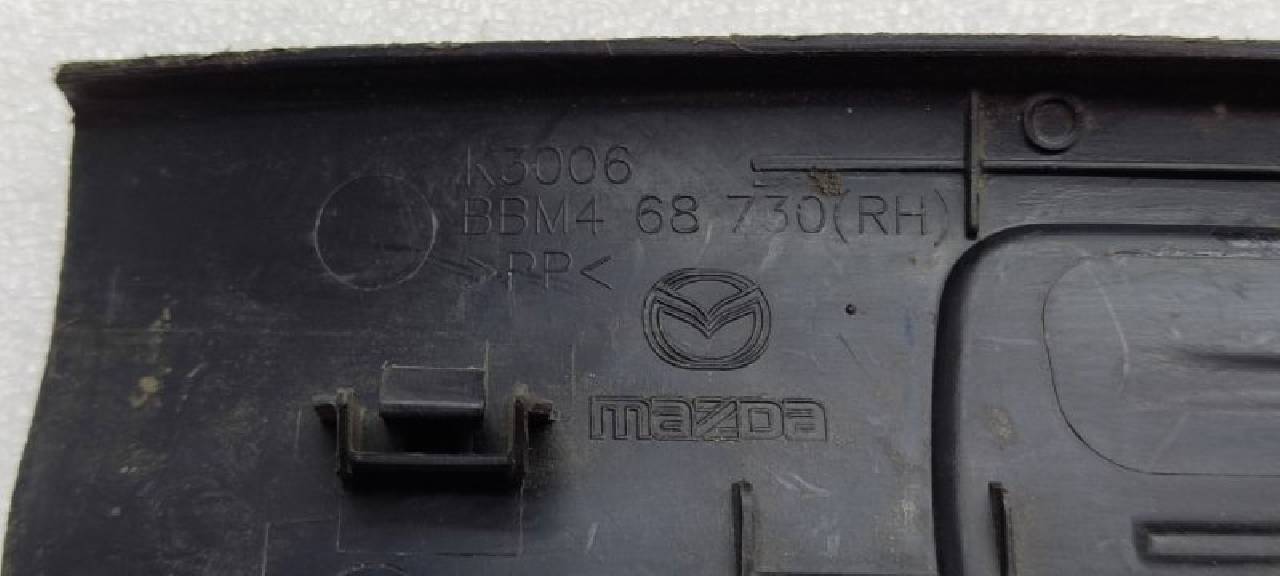 K3006
BBM4 68 730(RH)
>PP<
mazda